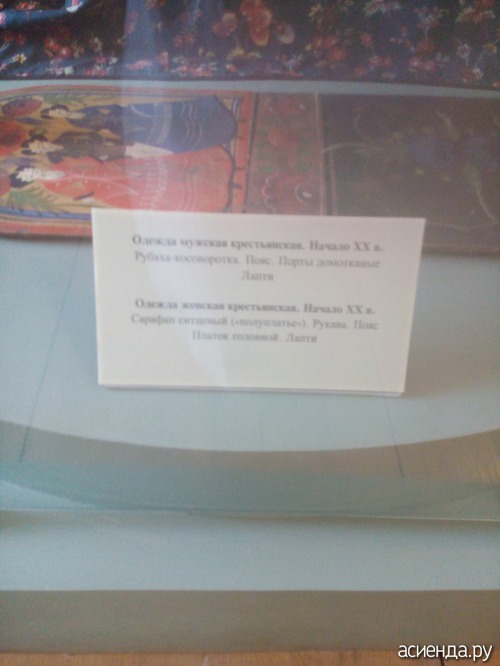 Одежда мужская крестьянская. Начало XX в.
Рубаха-косоворотка. Пояс. Порты домотканые
Лапти
Одежда женская крестьянская. Начало XX в.
Сарафан ситцевый («полуплатье»). Рукава. Пояс
Платок головной. Лапти
асиенда.ру